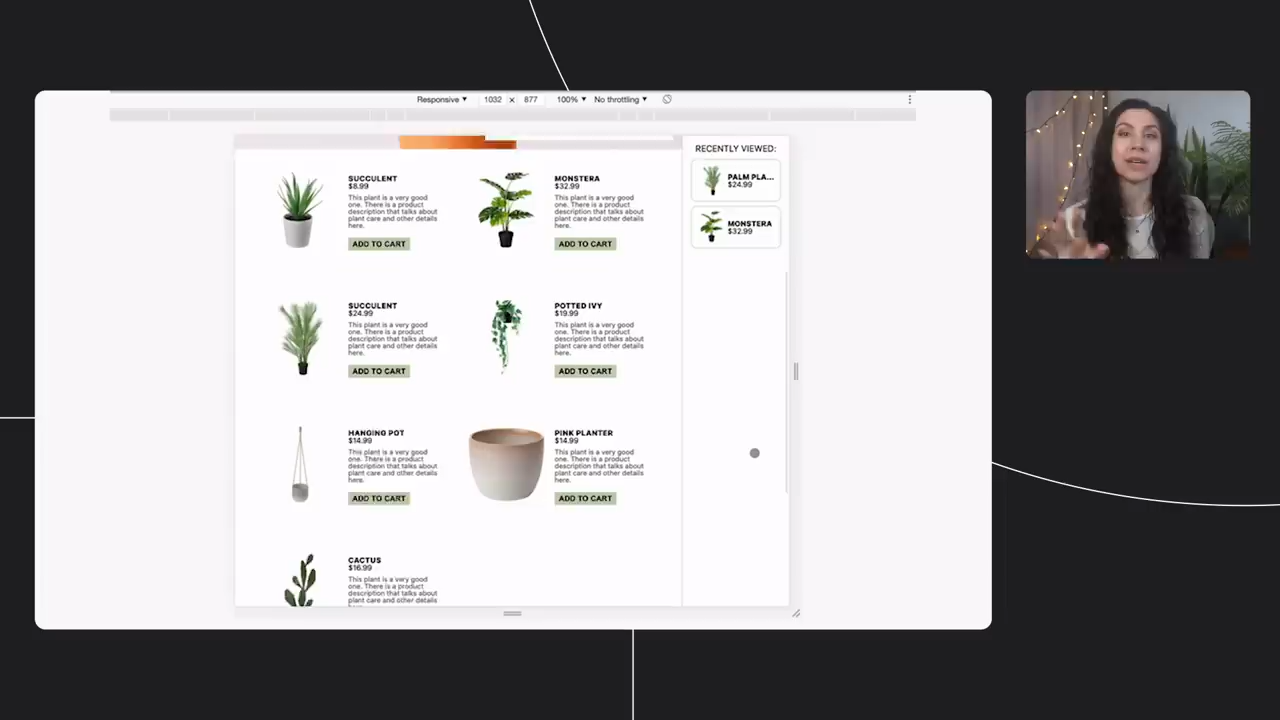 Responsive 1032 × 877 100% No throttling
RECENTLY VIEWED:
PALM PLA...
$24.99
MONSTERA
$32.99
SUCCULENT
$8.99
This plant is a very good
one. There is a product
description that talks about
plant care and other details
here.
ADD TO CART
MONSTERA
$32.99
This plant is a very good
one. There is a product
description that talks about
plant care and other details
here.
ADD TO CART
SUCCULENT
$24.99
This plant is a very good
one. There is a product
description that talks about
plant care and other details
here.
ADD TO CART
POTTED IVY
$19.99
This plant is a very good
one. There is a product
description that talks about
plant care and other details
here.
ADD TO CART
HANGING POT
$14.99
This plant is a very good
one. There is a product
description that talks about
plant care and other details
here.
ADD TO CART
PINK PLANTER
$14.99
This plant is a very good
one. There is a product
description that talks about
plant care and other details
here.
ADD TO CART
CACTUS
$16.99
This plant is a very good
one. There is a product
description that talks about
plant care and other details